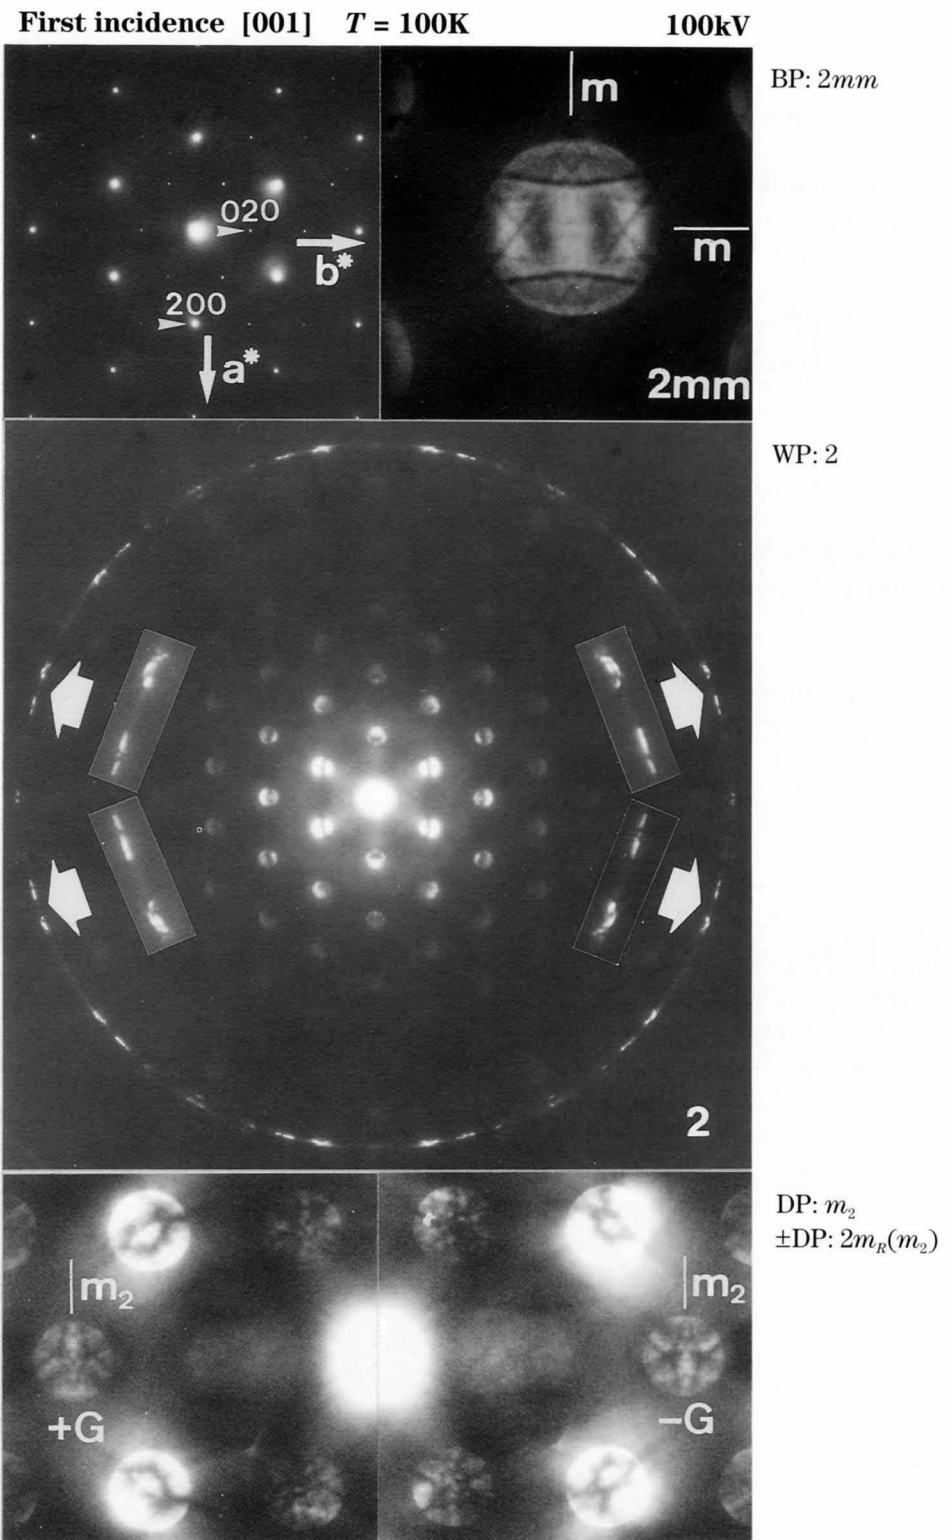 First incidence [001] T = 100K 100kV
m
BP: 2mm
020
m
b*
200
a*
2mm
WP: 2
2
DP: m₂
±DP: 2m_R(m₂)
m₂
m₂
+G
−G